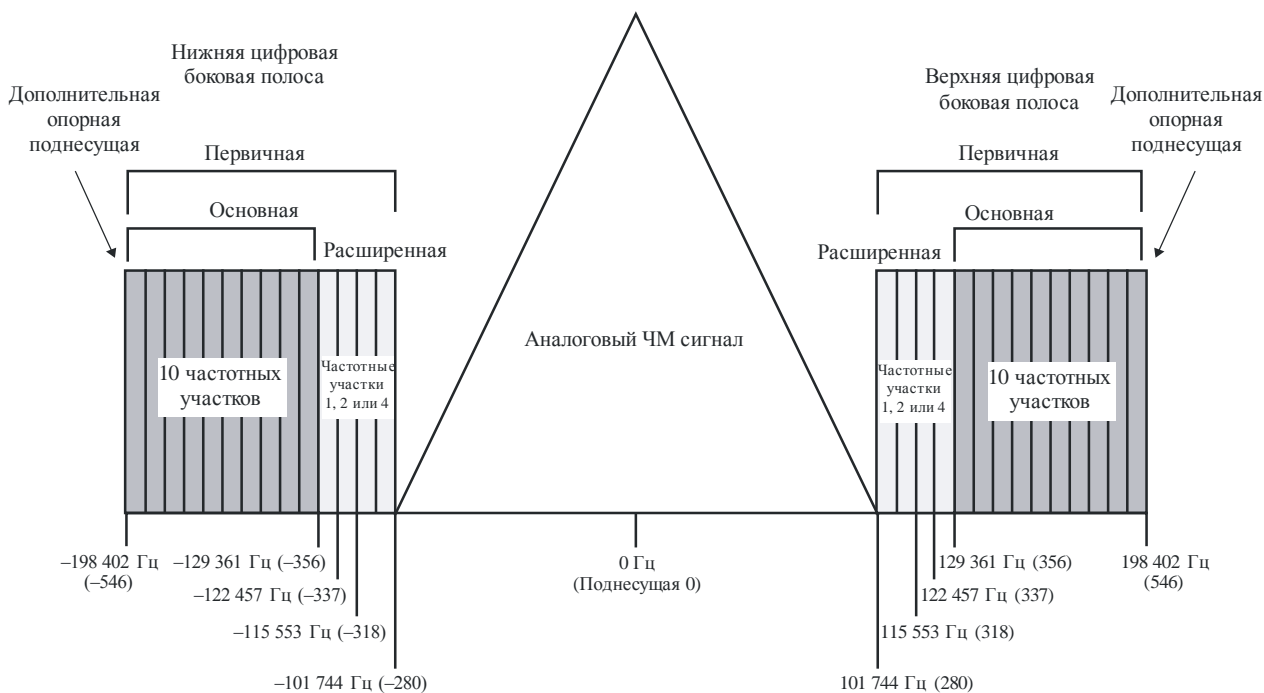 Нижняя цифровая
боковая полоса
Верхняя цифровая
боковая полоса
Дополнительная
опорная
поднесущая
Дополнительная
опорная
поднесущая
Первичная
Первичная
Основная
Основная
Расширенная
Расширенная
Аналоговый ЧМ сигнал
10 частотных
участков
Частотные
участки
1, 2 или 4
Частотные
участки
1, 2 или 4
10 частотных
участков
–198 402 Гц
(–546)
–129 361 Гц (–356)
–122 457 Гц (–337)
–115 553 Гц (–318)
–101 744 Гц (–280)
0 Гц
(Поднесущая 0)
129 361 Гц (356)
198 402 Гц
(546)
122 457 Гц (337)
115 553 Гц (318)
101 744 Гц (280)